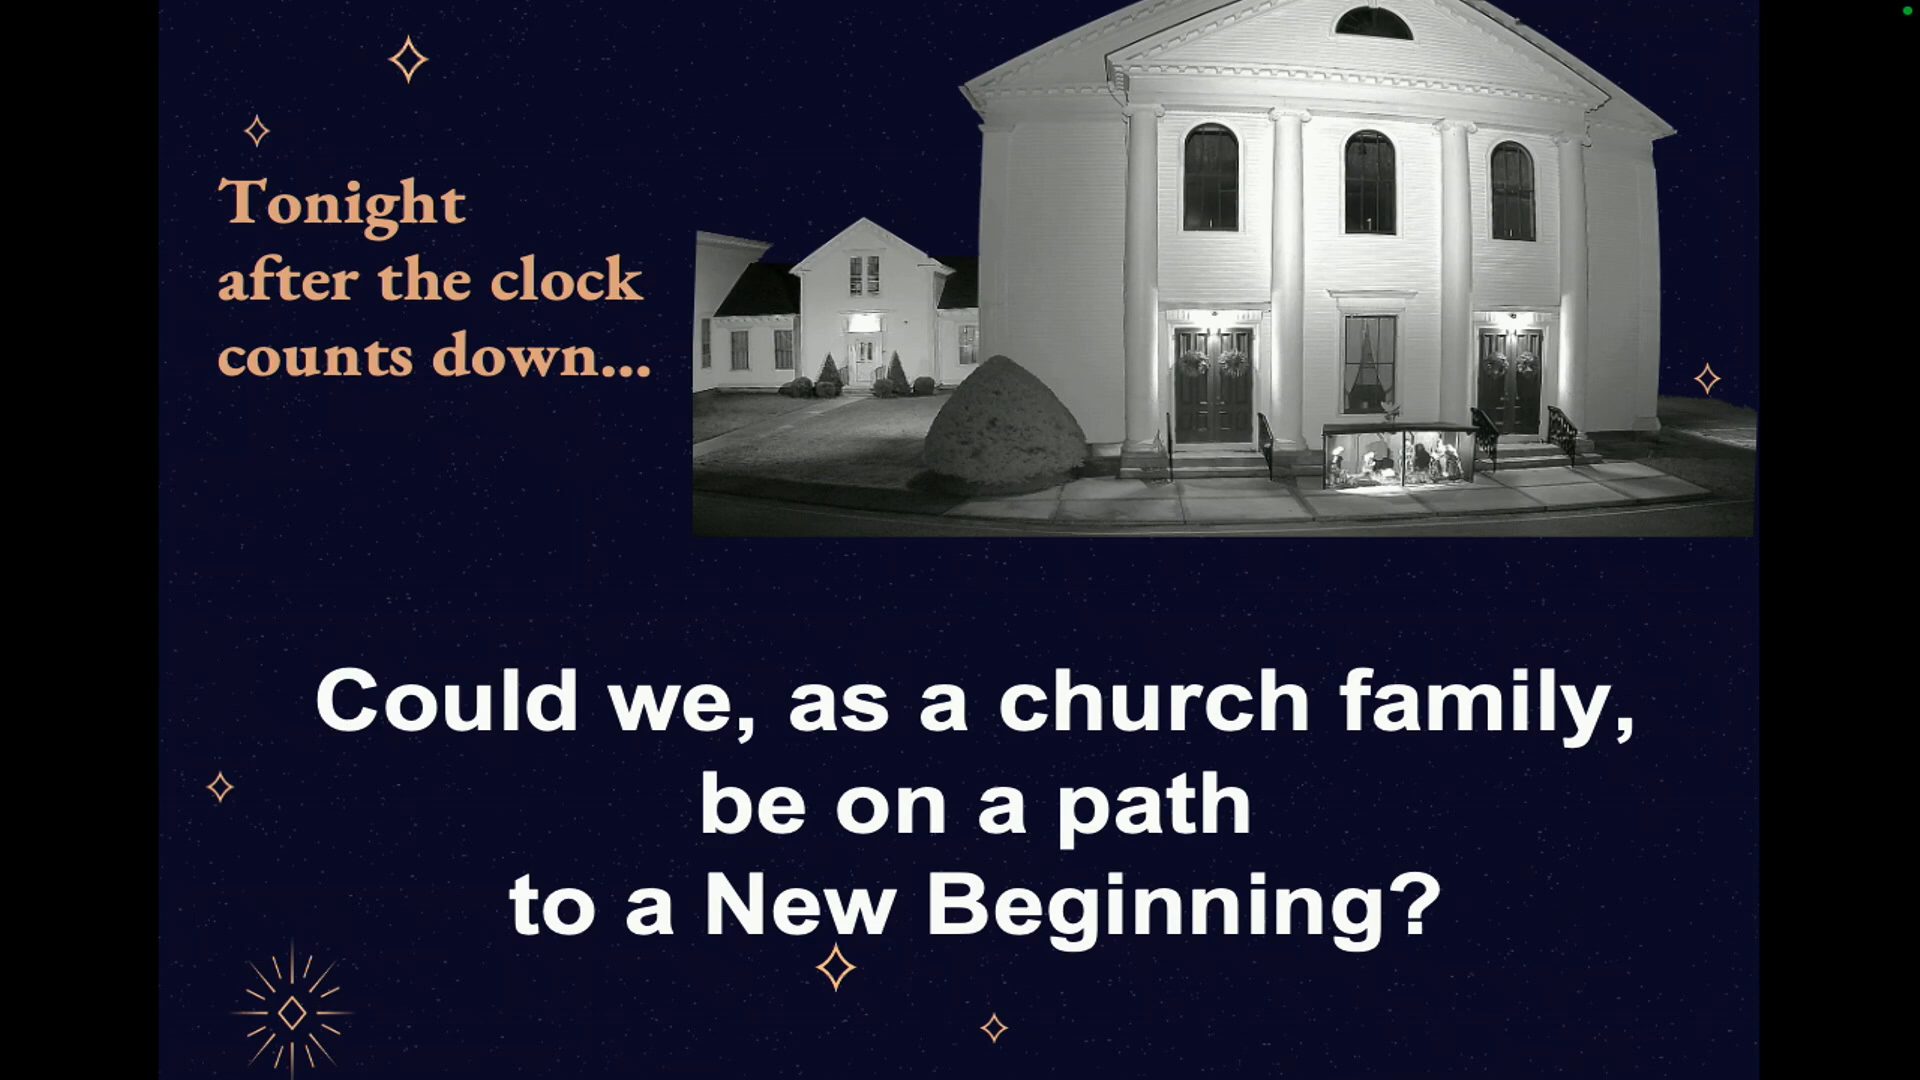 Tonight
after the clock
counts down...
Could we, as a church family,
be on a path
to a New Beginning?